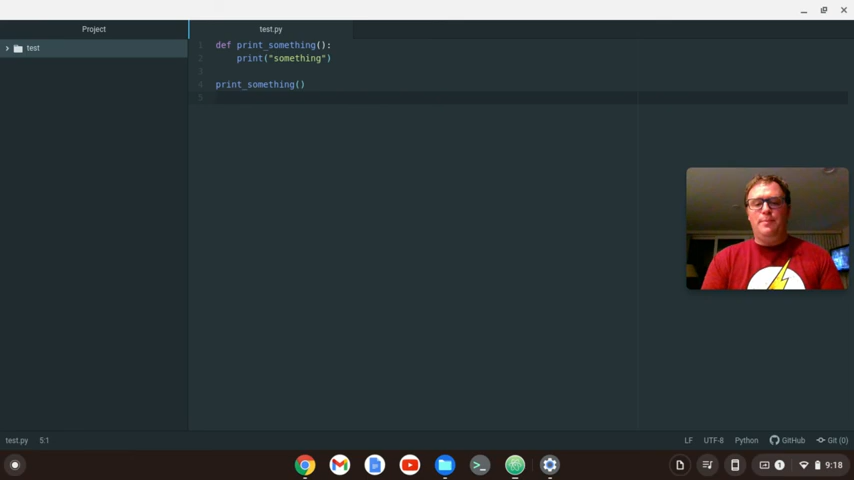 Project
test
test.py
1 def print_something():
2 print("something")
3
4 print_something()
5
test.py 5:1
LF UTF-8 Python GitHub Git (0)
1 9:18